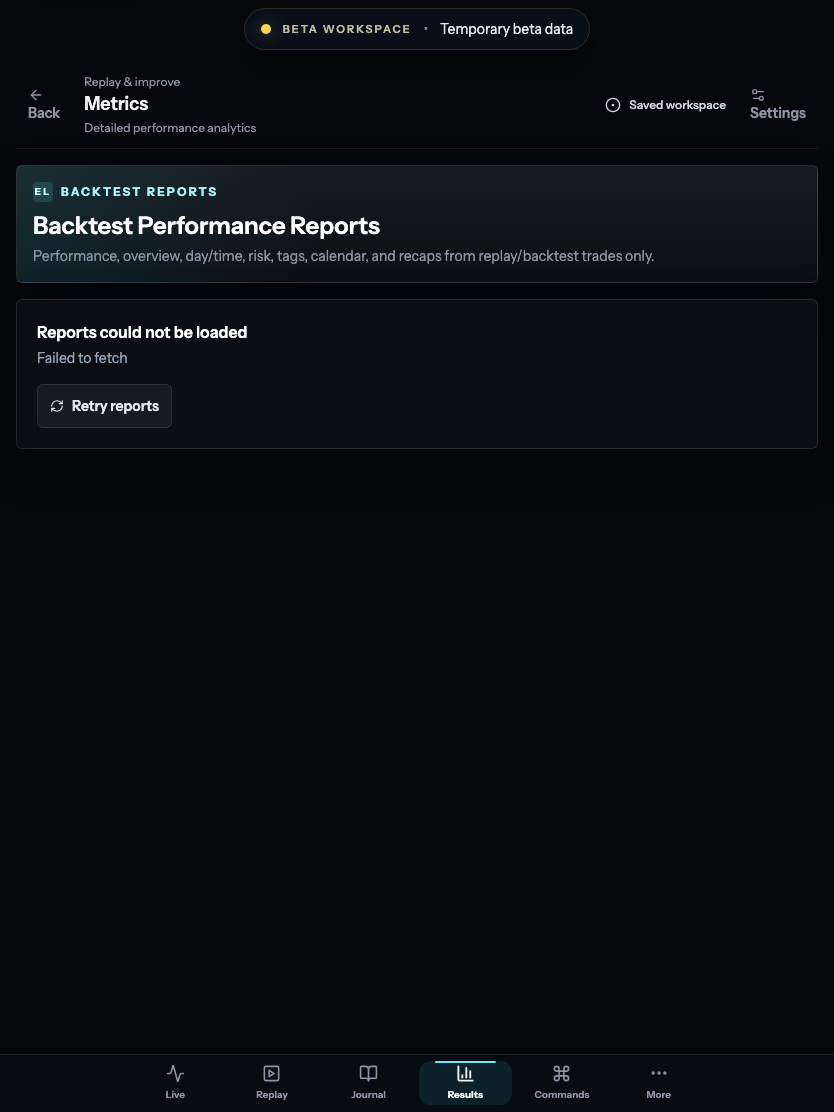 BETA WORKSPACE · Temporary beta data
Replay & improve
Back
Metrics
Detailed performance analytics
Saved workspace
Settings
EL BACKTEST REPORTS
Backtest Performance Reports
Performance, overview, day/time, risk, tags, calendar, and recaps from replay/backtest trades only.
Reports could not be loaded
Failed to fetch
Retry reports
Live
Replay
Journal
Results
Commands
More